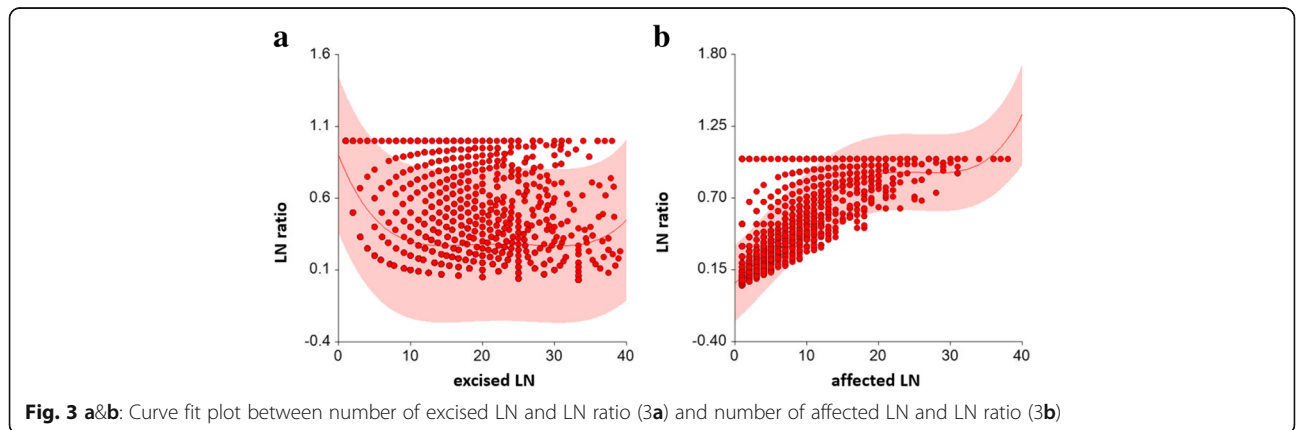 a
b
1.6
1.1
0.6
0.1
-0.4
LN ratio
0
10
20
30
40
excised LN
1.80
1.25
0.70
0.15
-0.40
LN ratio
0
10
20
30
40
affected LN
Fig. 3 a&b: Curve fit plot between number of excised LN and LN ratio (3a) and number of affected LN and LN ratio (3b)